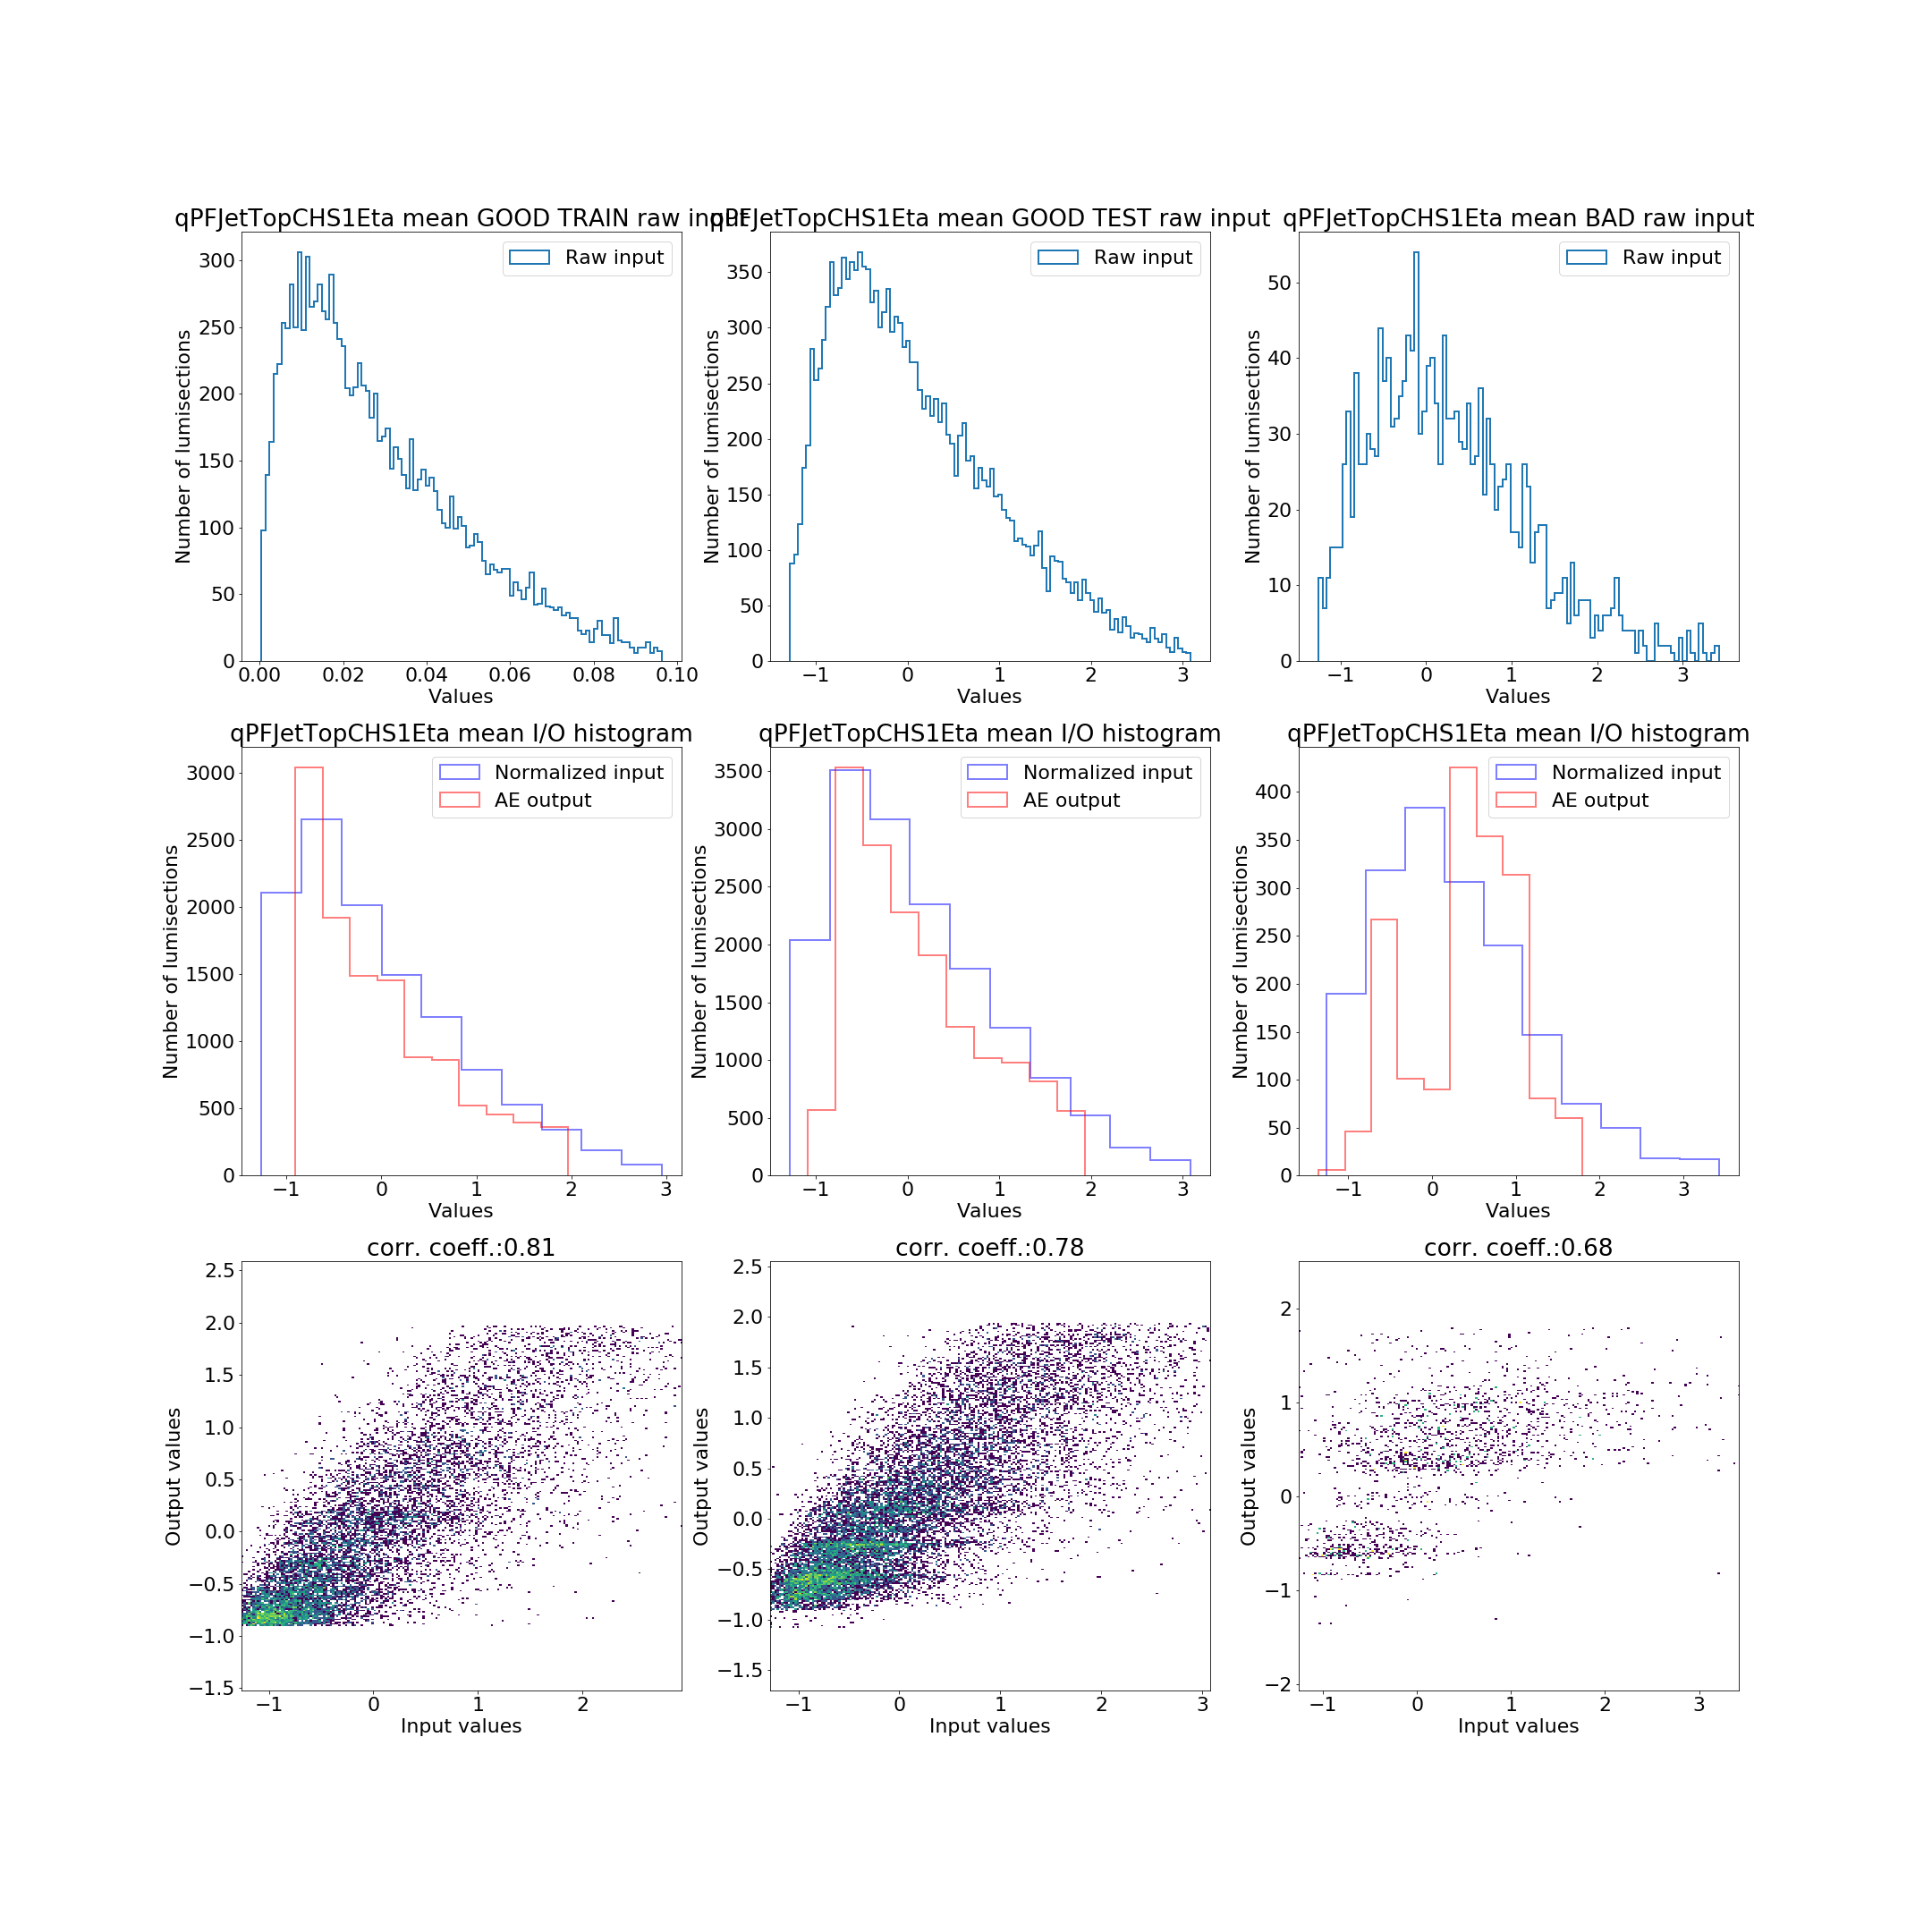 qPFJetTopCHS1Eta mean GOOD TRAIN raw input
Raw input
Number of lumisections
300
250
200
150
100
50
0
0.00 0.02 0.04 0.06 0.08 0.10
Values
qPFJetTopCHS1Eta mean GOOD TEST raw input
Raw input
Number of lumisections
350
300
250
200
150
100
50
0
−1 0 1 2 3
Values
qPFJetTopCHS1Eta mean BAD raw input
Raw input
Number of lumisections
50
40
30
20
10
0
−1 0 1 2 3
Values
qPFJetTopCHS1Eta mean I/O histogram
Normalized input
AE output
Number of lumisections
3000
2500
2000
1500
1000
500
0
−1 0 1 2 3
Values
qPFJetTopCHS1Eta mean I/O histogram
Normalized input
AE output
Number of lumisections
3500
3000
2500
2000
1500
1000
500
0
−1 0 1 2 3
Values
qPFJetTopCHS1Eta mean I/O histogram
Normalized input
AE output
Number of lumisections
400
350
300
250
200
150
100
50
0
−1 0 1 2 3
Values
corr. coeff.:0.81
Output values
2.5
2.0
1.5
1.0
0.5
0.0
−0.5
−1.0
−1.5
−1 0 1 2
Input values
corr. coeff.:0.78
Output values
2.5
2.0
1.5
1.0
0.5
0.0
−0.5
−1.0
−1.5
−1 0 1 2 3
Input values
corr. coeff.:0.68
Output values
2
1
0
−1
−2
−1 0 1 2 3
Input values